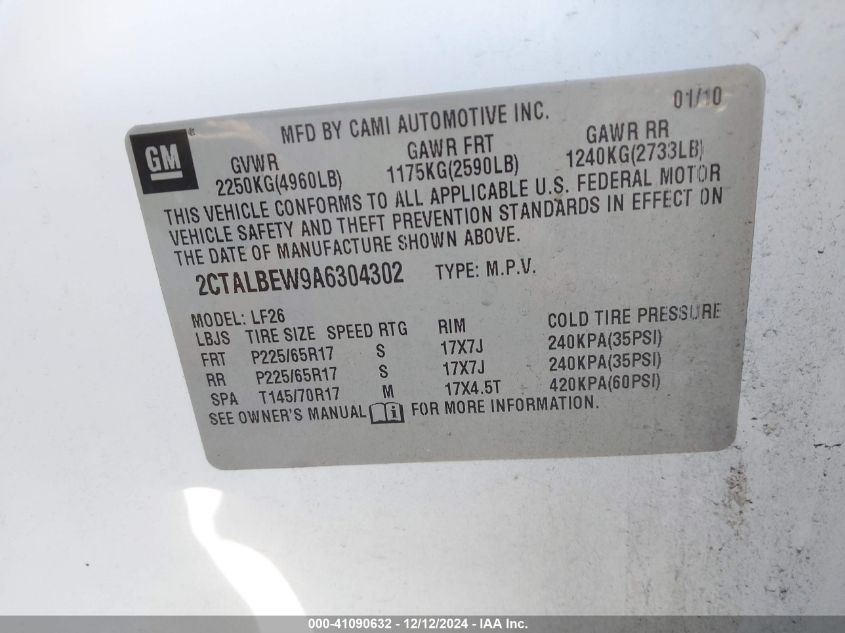 GM®
MFD BY CAMI AUTOMOTIVE INC. 01/10
GVWR GAWR FRT GAWR RR
2250KG(4960LB) 1175KG(2590LB) 1240KG(2733LB)
THIS VEHICLE CONFORMS TO ALL APPLICABLE U.S. FEDERAL MOTOR
VEHICLE SAFETY AND THEFT PREVENTION STANDARDS IN EFFECT ON
THE DATE OF MANUFACTURE SHOWN ABOVE.
2CTALBEW9A6304302 TYPE: M.P.V.
MODEL: LF26
LBJS TIRE SIZE SPEED RTG RIM COLD TIRE PRESSURE
FRT P225/65R17 S 17X7J 240KPA(35PSI)
RR P225/65R17 S 17X7J 240KPA(35PSI)
SPA T145/70R17 M 17X4.5T 420KPA(60PSI)
SEE OWNER'S MANUAL i FOR MORE INFORMATION.
000-41090632 - 12/12/2024 - IAA Inc.